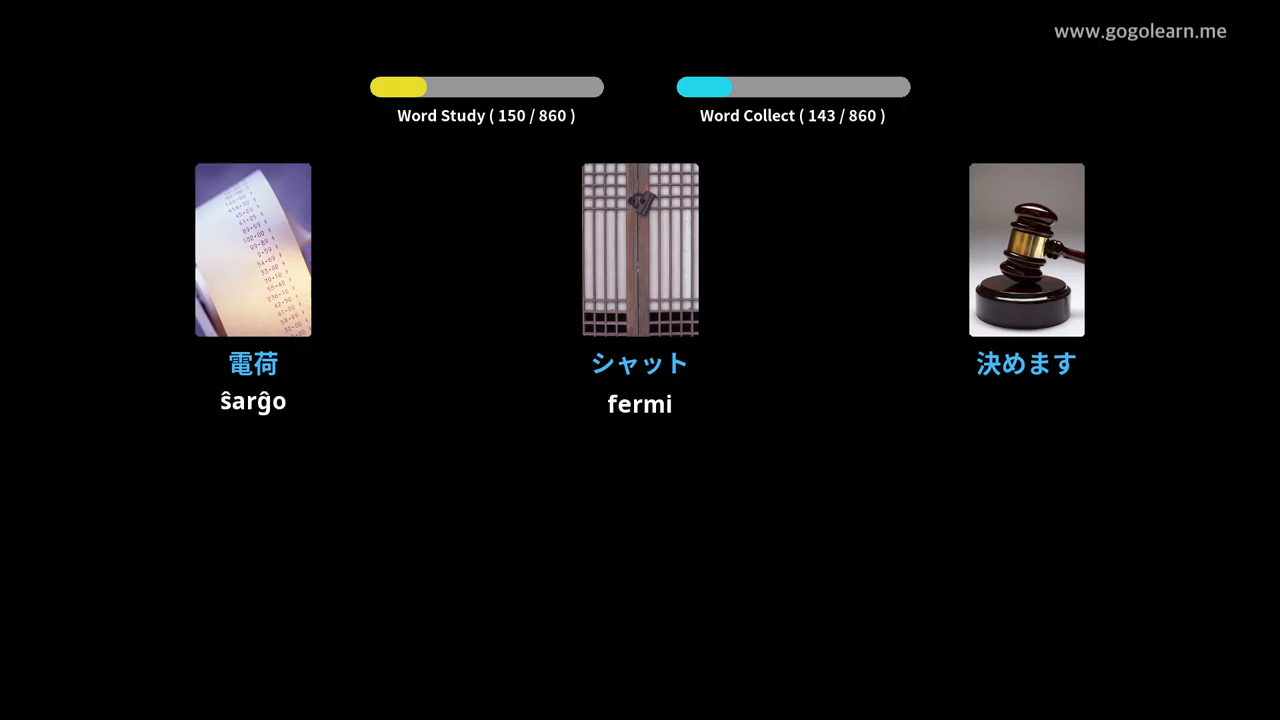 www.gogolearn.me
Word Study ( 150 / 860 )
Word Collect ( 143 / 860 )
電荷
シャット
決めます
ŝarĝo
fermi